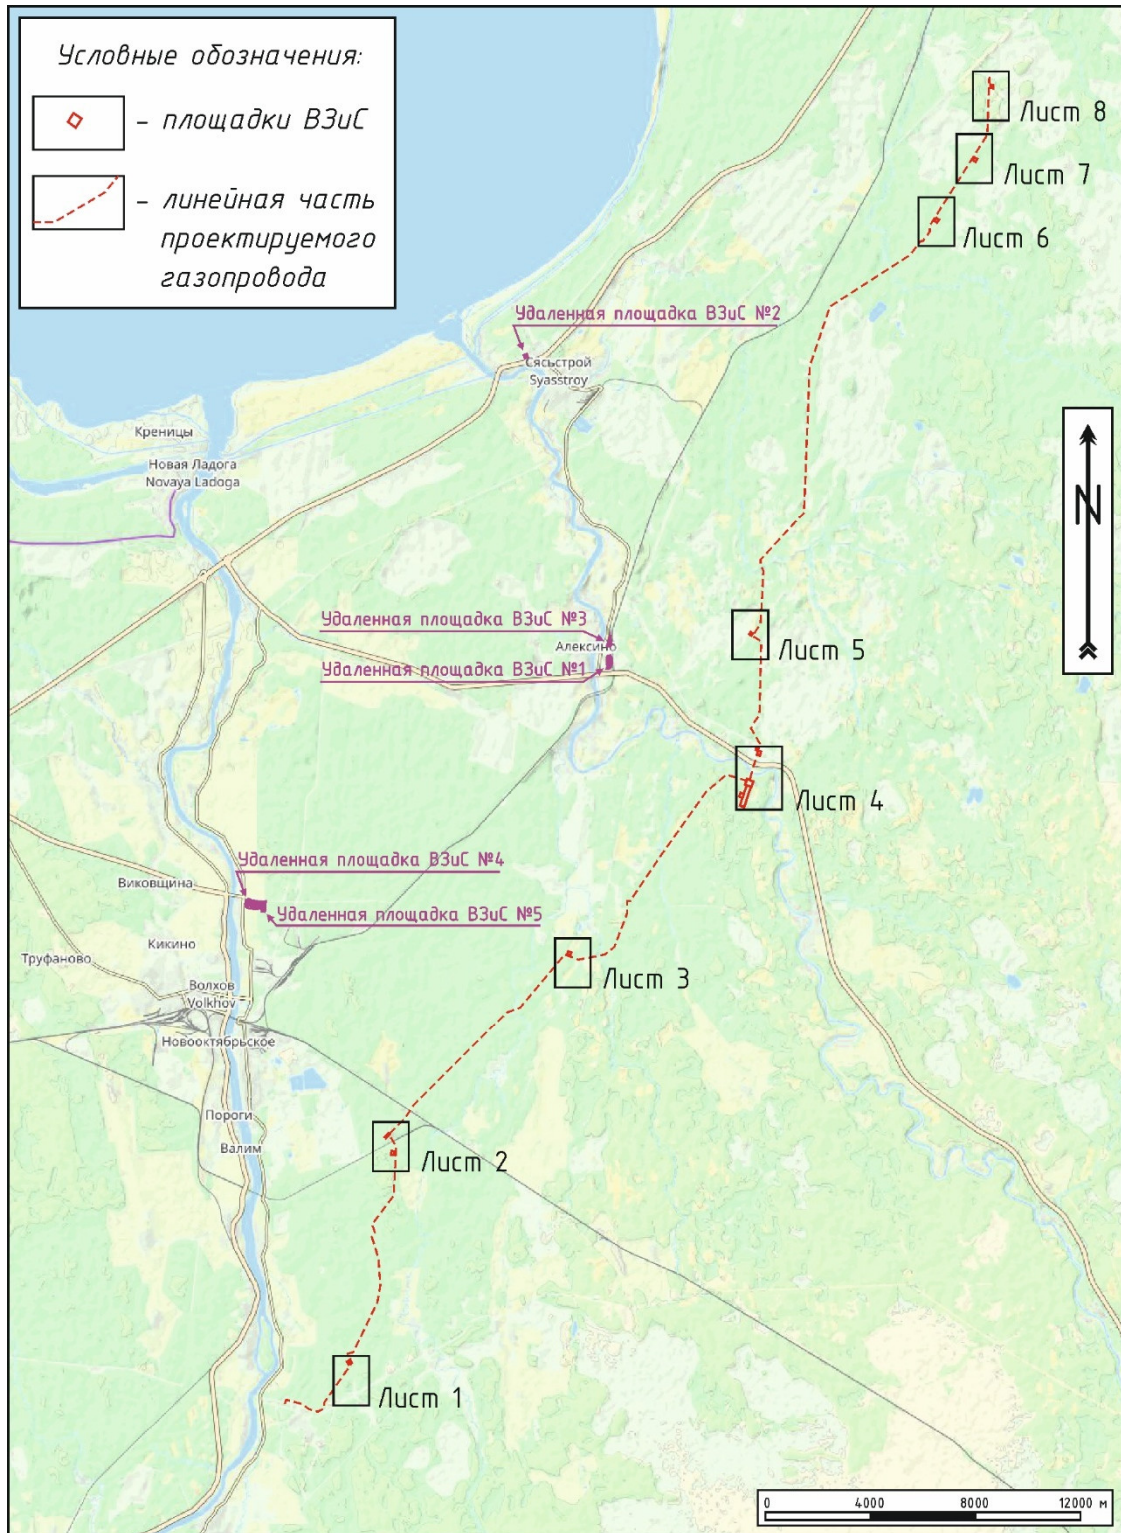 Условные обозначения:
– площадки ВЗиС
– линейная часть
проектируемого
газопровода
Лист 8
Лист 7
Лист 6
Удаленная площадка ВЗиС №2
Сясьстрой
Syasstroy
Креницы
Новая Ладога
Novaya Ladoga
N
Удаленная площадка ВЗиС №3
Алексино
Лист 5
Удаленная площадка ВЗиС №1
Лист 4
Удаленная площадка ВЗиС №4
Виковщина
Удаленная площадка ВЗиС №5
Кикино
Труфаново
Лист 3
Волхов
Volkhov
Новооктябрьское
Пороги
Валим
Лист 2
Лист 1
0 4000 8000 12000 м